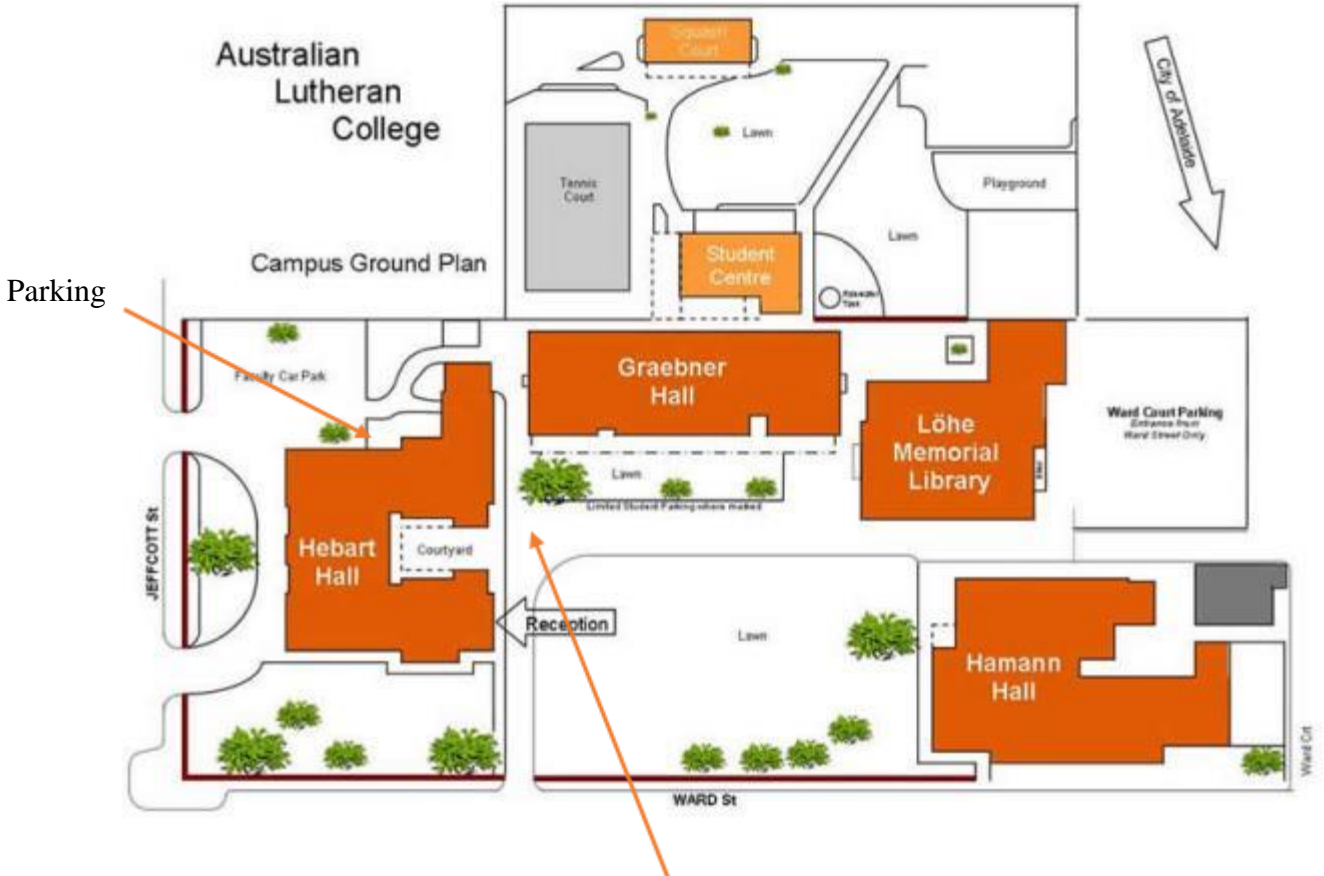 Australian
Lutheran
College
Squash
Court
City of Adelaide
Lawn
Tennis
Court
Playground
Lawn
Campus Ground Plan
Student
Centre
Parking
Rainwater
Tank
Faculty Car Park
Graebner
Hall
Löhe
Memorial
Library
Ward Court Parking
Entrance from
Ward Street Only
Lawn
Limited Student Parking where marked
JEFFCOTT St
Hebart
Hall
Courtyard
Reception
Lawn
Hamann
Hall
Ward Crt
WARD St